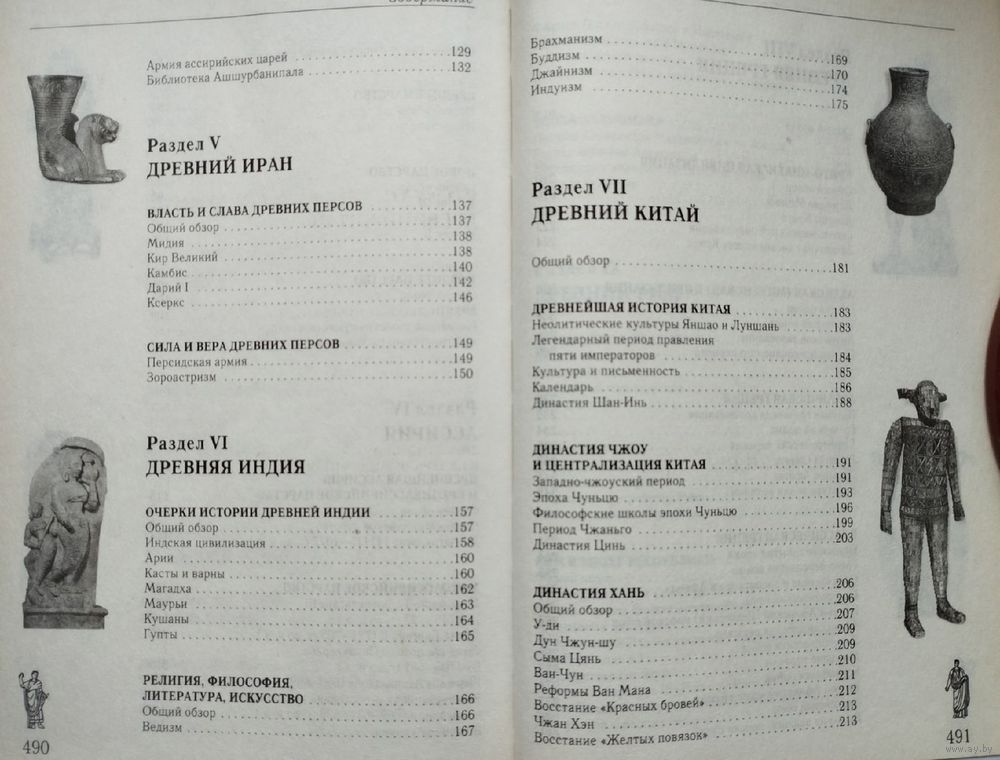 Содержание
Армия ассирийских царей 129
Библиотека Ашшурбанипала 132
Раздел V
ДРЕВНИЙ ИРАН
ВЛАСТЬ И СЛАВА ДРЕВНИХ ПЕРСОВ 137
Общий обзор 137
Мидия 138
Кир Великий 138
Камбис 140
Дарий I 142
Ксеркс 146
СИЛА И ВЕРА ДРЕВНИХ ПЕРСОВ 149
Персидская армия 149
Зороастризм 150
Раздел VI
ДРЕВНЯЯ ИНДИЯ
ОЧЕРКИ ИСТОРИИ ДРЕВНЕЙ ИНДИИ 157
Общий обзор 157
Индская цивилизация 158
Арии 160
Касты и варны 160
Магадха 162
Маурьи 163
Кушаны 164
Гупты 165
РЕЛИГИЯ, ФИЛОСОФИЯ,
ЛИТЕРАТУРА, ИСКУССТВО 166
Общий обзор 166
Ведизм 167
490
Брахманизм 169
Буддизм 170
Джайнизм 174
Индуизм 175
Раздел VII
ДРЕВНИЙ КИТАЙ
Общий обзор 181
ДРЕВНЕЙШАЯ ИСТОРИЯ КИТАЯ 183
Неолитические культуры Яншао и Луншань 183
Легендарный период правления
пяти императоров 184
Культура и письменность 185
Календарь 186
Династия Шан-Инь 188
ДИНАСТИЯ ЧЖОУ
И ЦЕНТРАЛИЗАЦИЯ КИТАЯ 191
Западно-чжоуский период 191
Эпоха Чуньцю 193
Философские школы эпохи Чуньцю 196
Период Чжаньго 199
Династия Цинь 203
ДИНАСТИЯ ХАНЬ 206
Общий обзор 206
У-ди 207
Дун Чжун-шу 209
Сыма Цянь 209
Ван-Чун 210
Реформы Ван Мана 211
Восстание «Красных бровей» 212
Чжан Хэн 213
Восстание «Желтых повязок» 213
491
www.ay.by